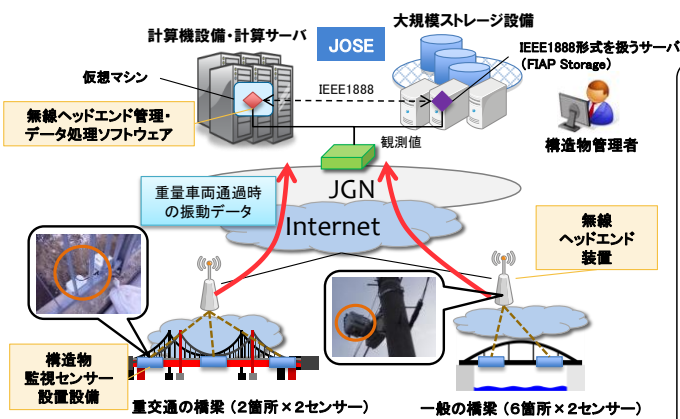 計算機設備・計算サーバ
JOSE
大規模ストレージ設備
IEEE1888形式を扱うサーバ
(FIAP Storage)
仮想マシン
IEEE1888
無線ヘッドエンド管理・
データ処理ソフトウェア
観測値
構造物管理者
重量車両通過時
の振動データ
JGN
Internet
無線
ヘッドエンド
装置
構造物
監視センサー
設置設備
重交通の橋梁（2箇所×2センサー）
一般の橋梁（6箇所×2センサー）